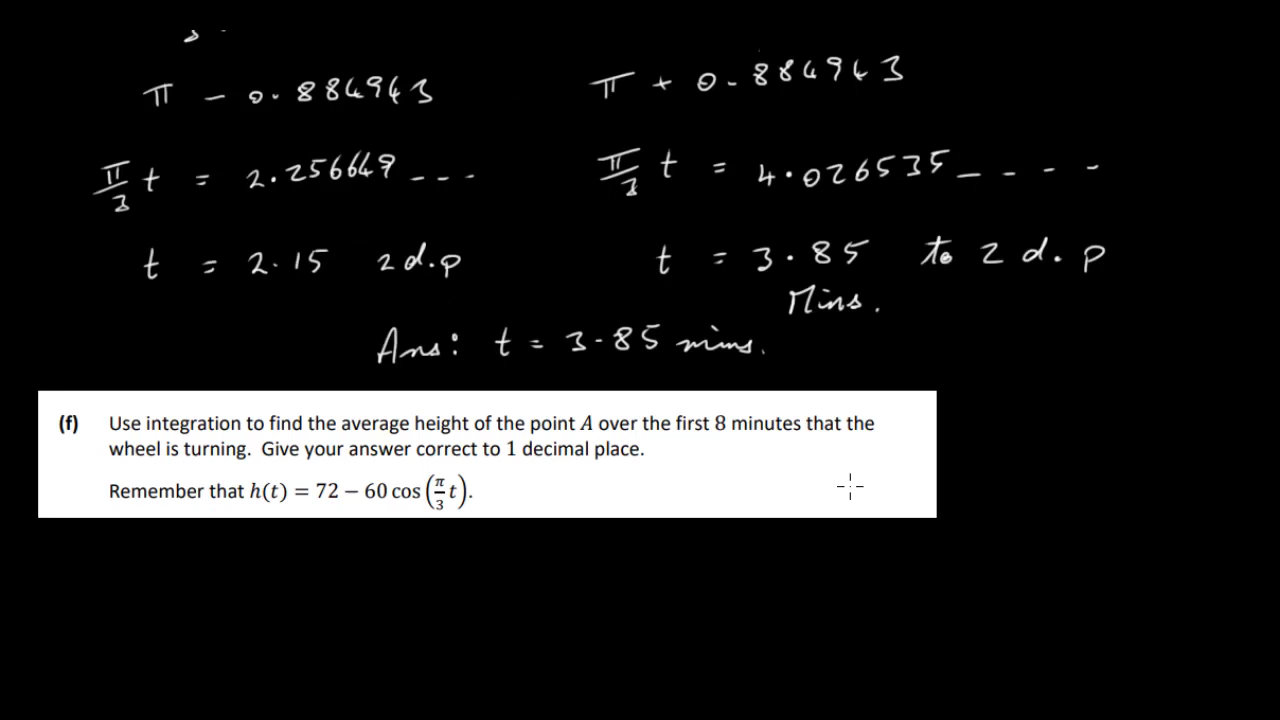 π - 0.884943 π + 0.884943
π/3 t = 2.256649 --- π/3 t = 4.026535 ----
t = 2.15 2d.p t = 3.85 to 2 d.p
Mins.
Ans: t = 3.85 mins.
(f) Use integration to find the average height of the point A over the first 8 minutes that the
wheel is turning. Give your answer correct to 1 decimal place.
Remember that h(t) = 72 − 60 cos(π/3 t).